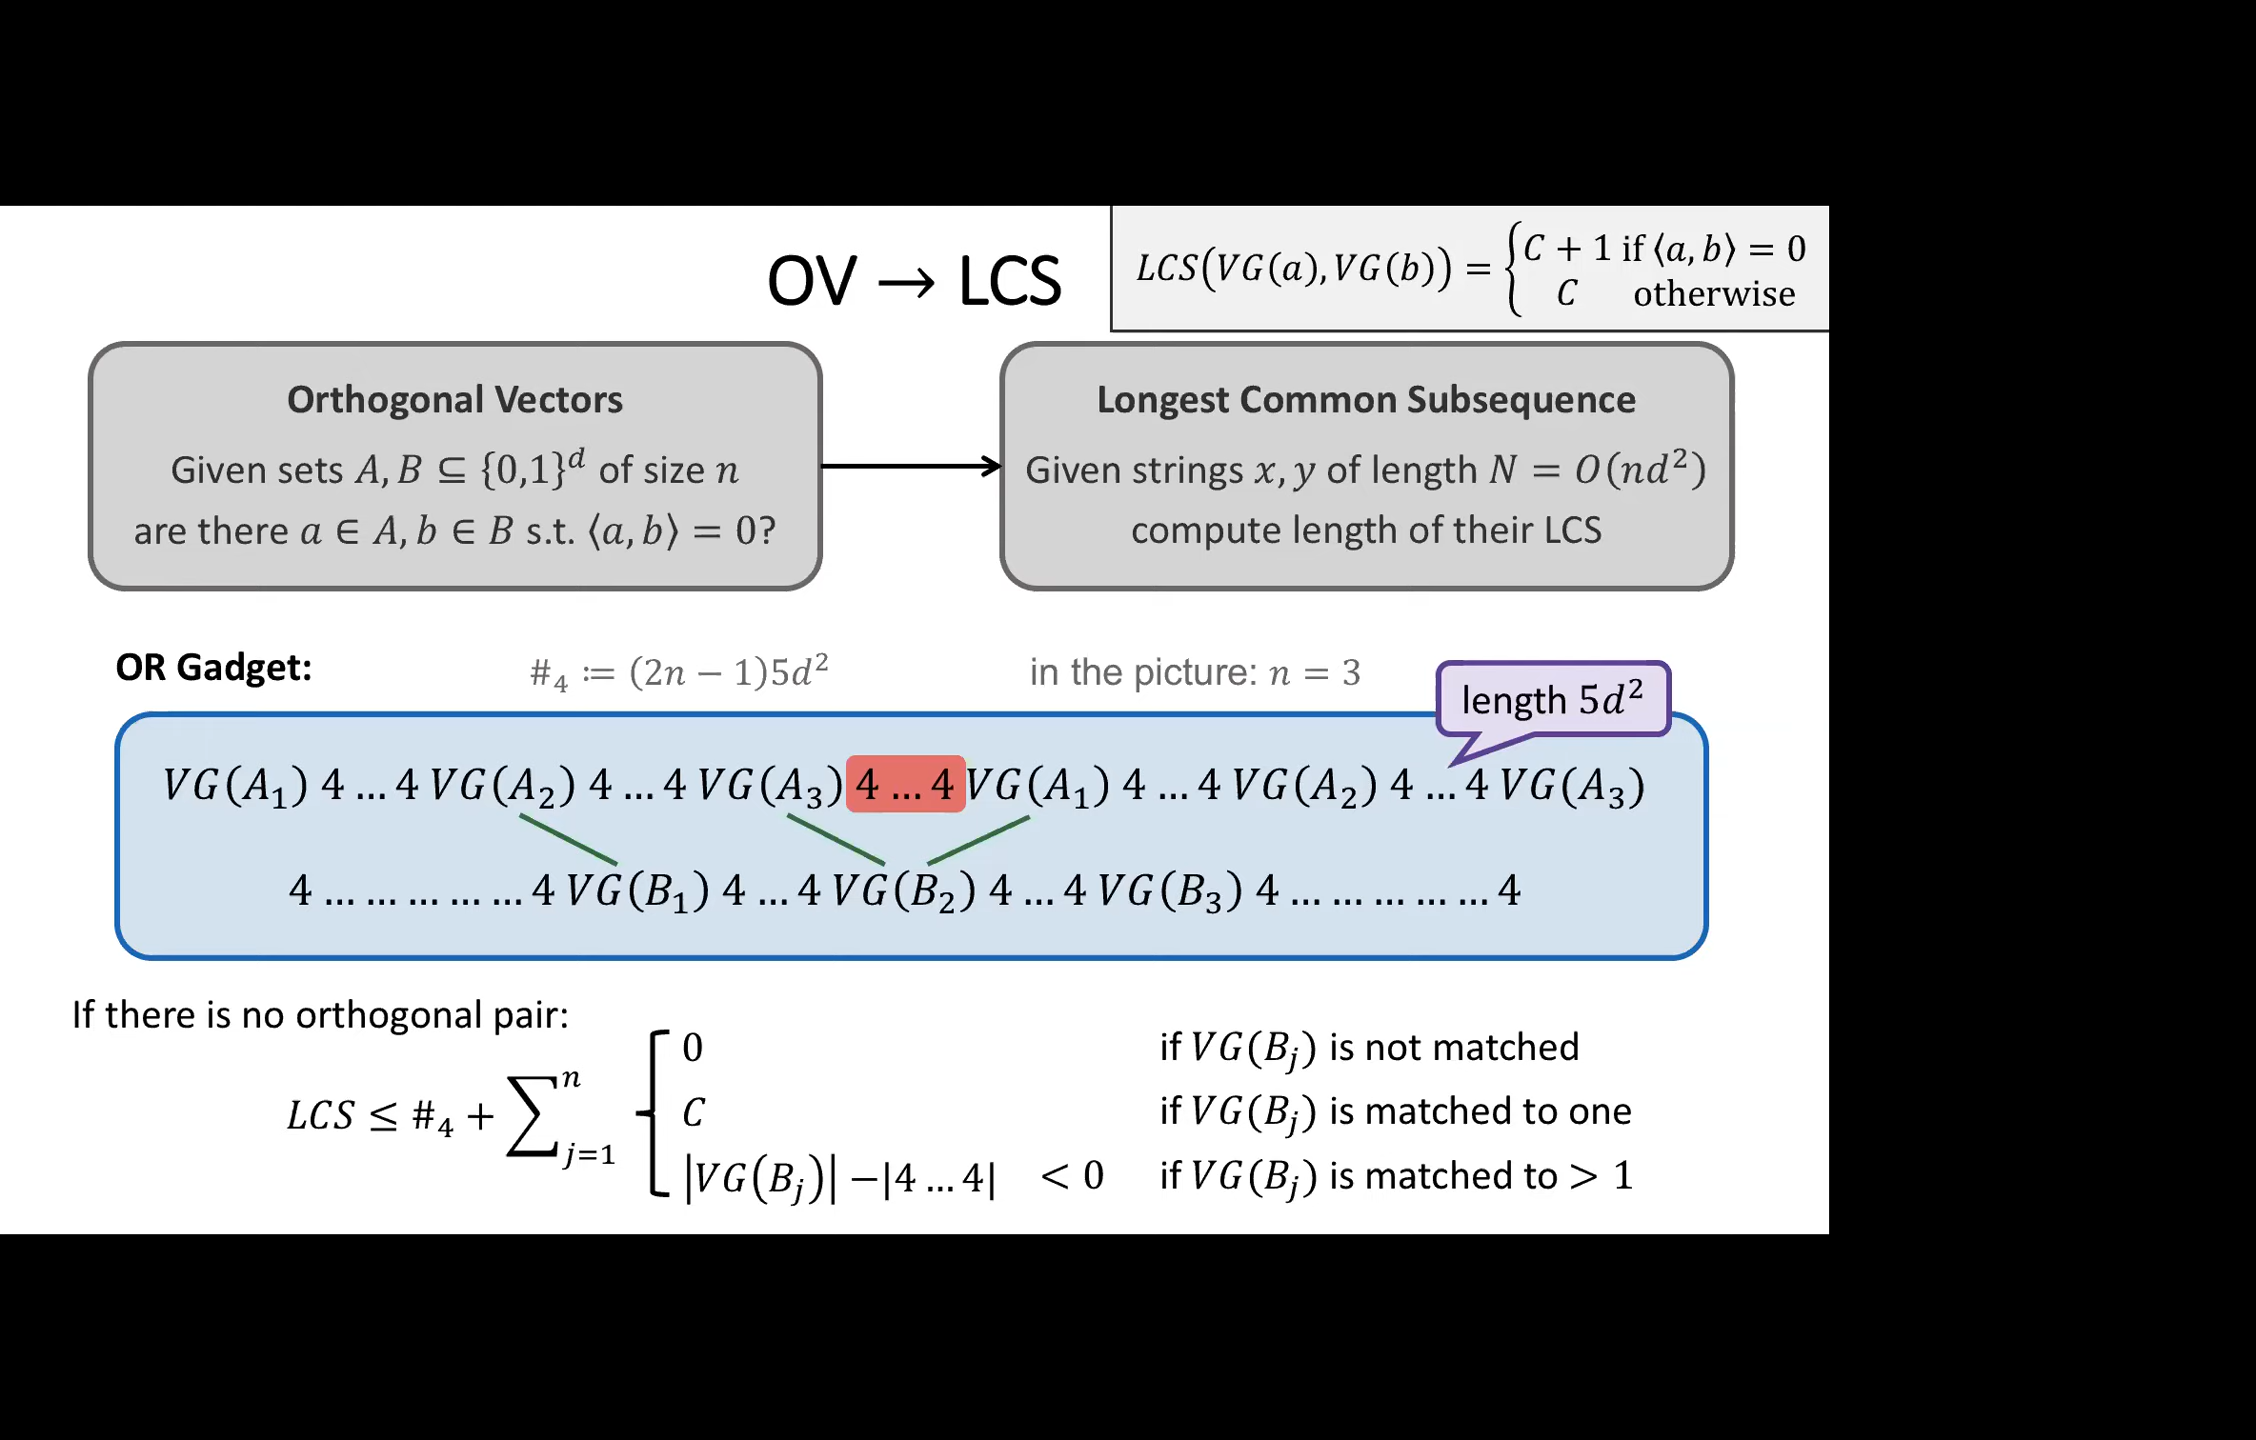 OV → LCS
LCS(VG(a), VG(b)) = { C + 1 if ⟨a, b⟩ = 0
C otherwise
Orthogonal Vectors
Given sets A, B ⊆ {0,1}^d of size n
are there a ∈ A, b ∈ B s.t. ⟨a, b⟩ = 0?
Longest Common Subsequence
Given strings x, y of length N = O(nd²)
compute length of their LCS
OR Gadget:
#₄ := (2n − 1)5d²
in the picture: n = 3
length 5d²
VG(A₁) 4 ... 4 VG(A₂) 4 ... 4 VG(A₃) 4 ... 4 VG(A₁) 4 ... 4 VG(A₂) 4 ... 4 VG(A₃)
4 ... ... ... ... ... 4 VG(B₁) 4 ... 4 VG(B₂) 4 ... 4 VG(B₃) 4 ... ... ... ... ... 4
If there is no orthogonal pair:
LCS ≤ #₄ + ∑_{j=1}^{n}
0 if VG(Bⱼ) is not matched
C if VG(Bⱼ) is matched to one
|VG(Bⱼ)| −|4 ... 4| < 0 if VG(Bⱼ) is matched to > 1